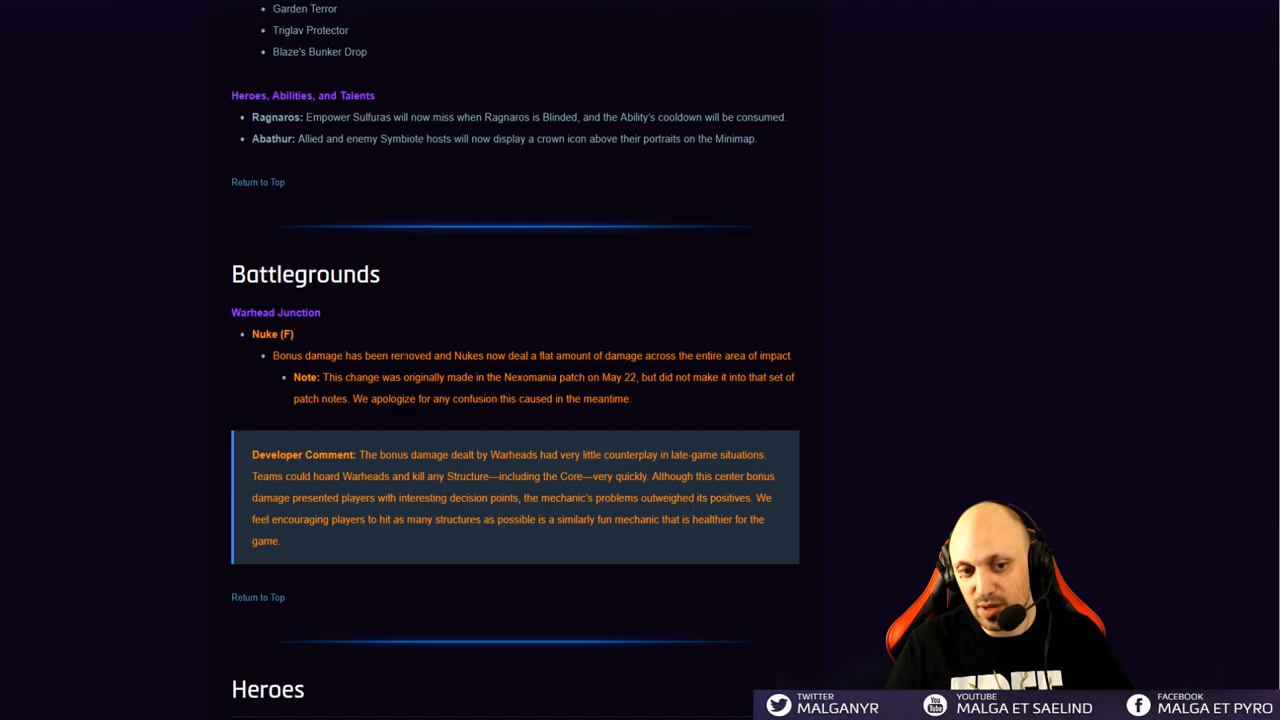 Garden Terror
Triglav Protector
Blaze's Bunker Drop
Heroes, Abilities, and Talents
Ragnaros: Empower Sulfuras will now miss when Ragnaros is Blinded, and the Ability's cooldown will be consumed.
Abathur: Allied and enemy Symbiote hosts will now display a crown icon above their portraits on the Minimap.
Return to Top
Battlegrounds
Warhead Junction
Nuke (F)
Bonus damage has been removed and Nukes now deal a flat amount of damage across the entire area of impact.
Note: This change was originally made in the Nexomania patch on May 22, but did not make it into that set of
patch notes. We apologize for any confusion this caused in the meantime.
Developer Comment: The bonus damage dealt by Warheads had very little counterplay in late-game situations.
Teams could hoard Warheads and kill any Structure—including the Core—very quickly. Although this center bonus
damage presented players with interesting decision points, the mechanic's problems outweighed its positives. We
feel encouraging players to hit as many structures as possible is a similarly fun mechanic that is healthier for the
game.
Return to Top
Heroes
TWITTER
MALGANYR
YOUTUBE
MALGA ET SAELIND
FACEBOOK
MALGA ET PYRO